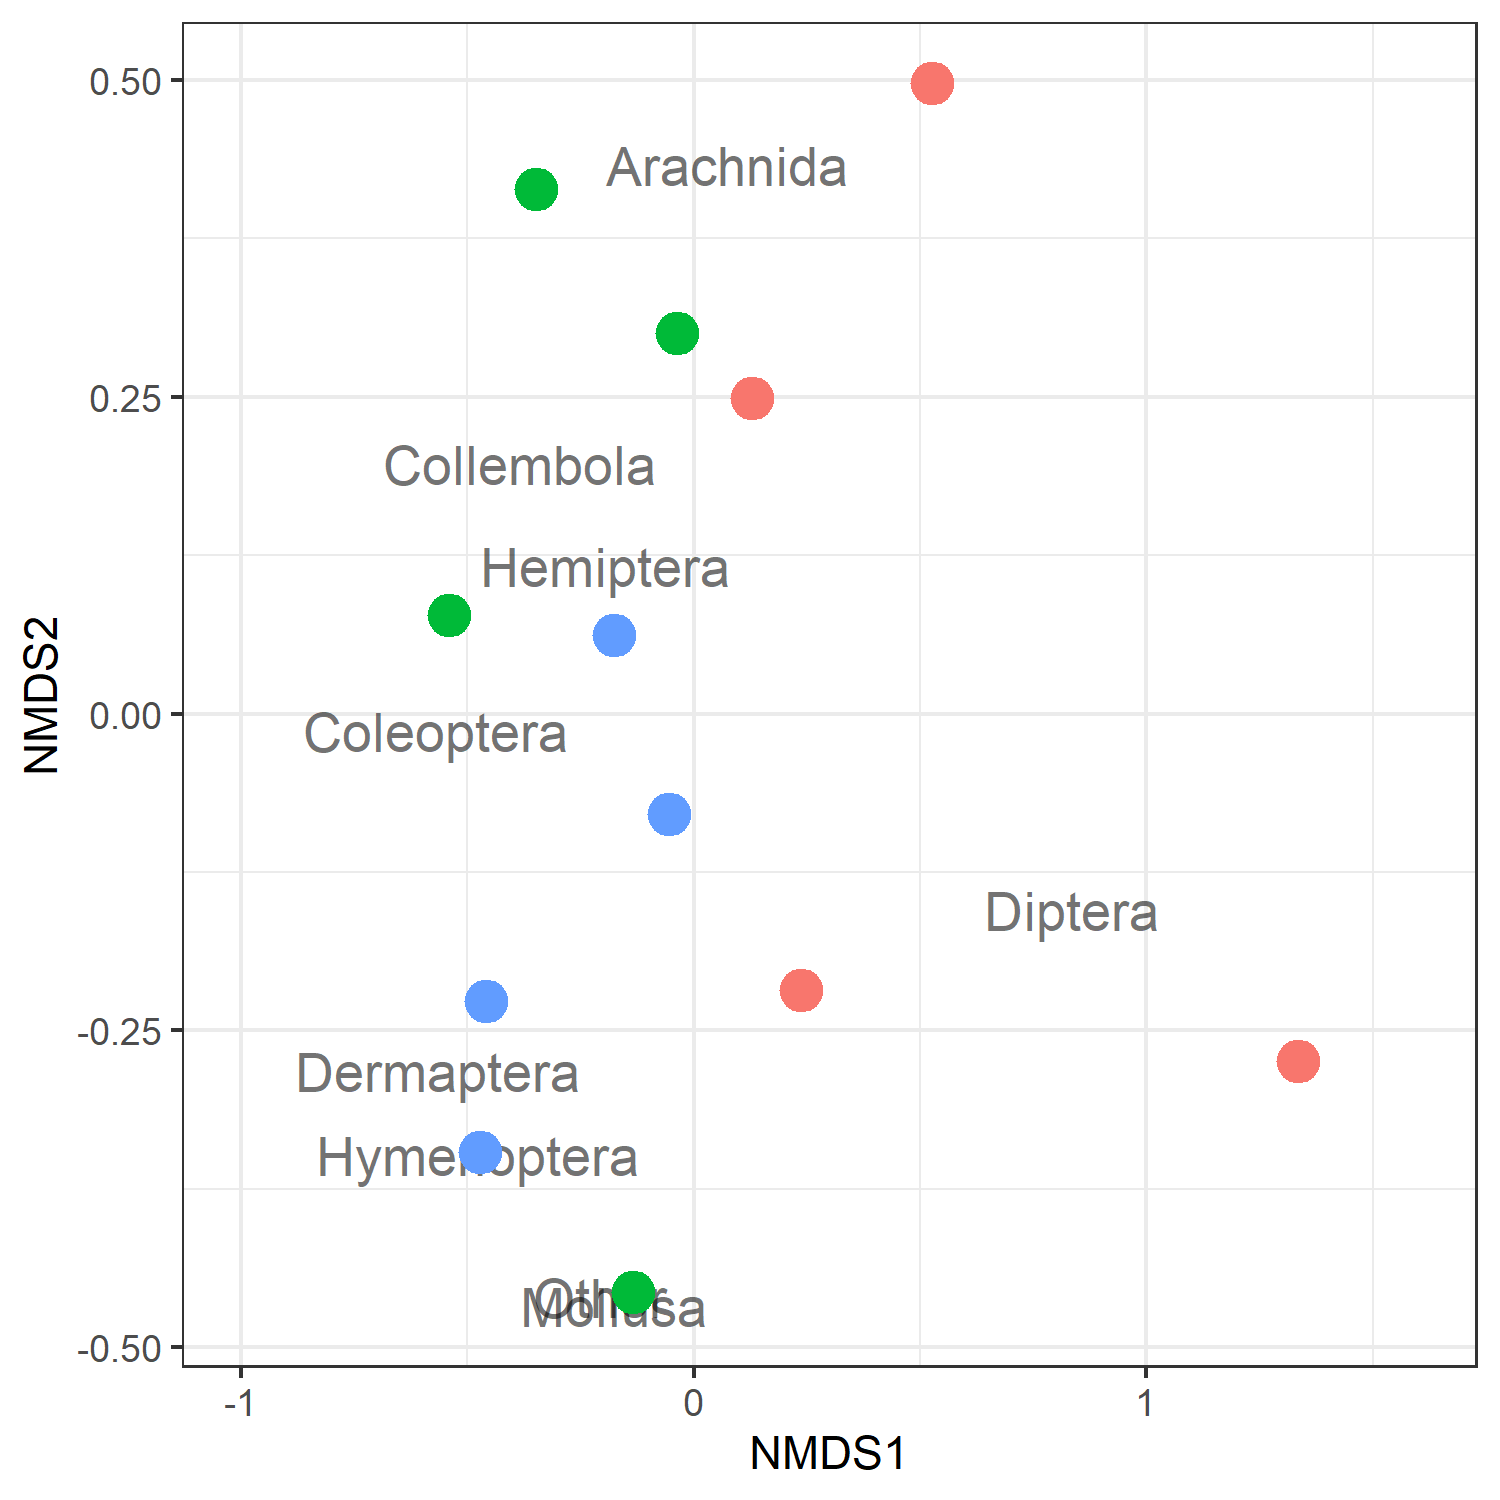 0.50
Arachnida
0.25
Collembola
Hemiptera
NMDS2
0.00
Coleoptera
Diptera
-0.25
Dermaptera
Hymenoptera
Other
-0.50
-1
0
1
NMDS1